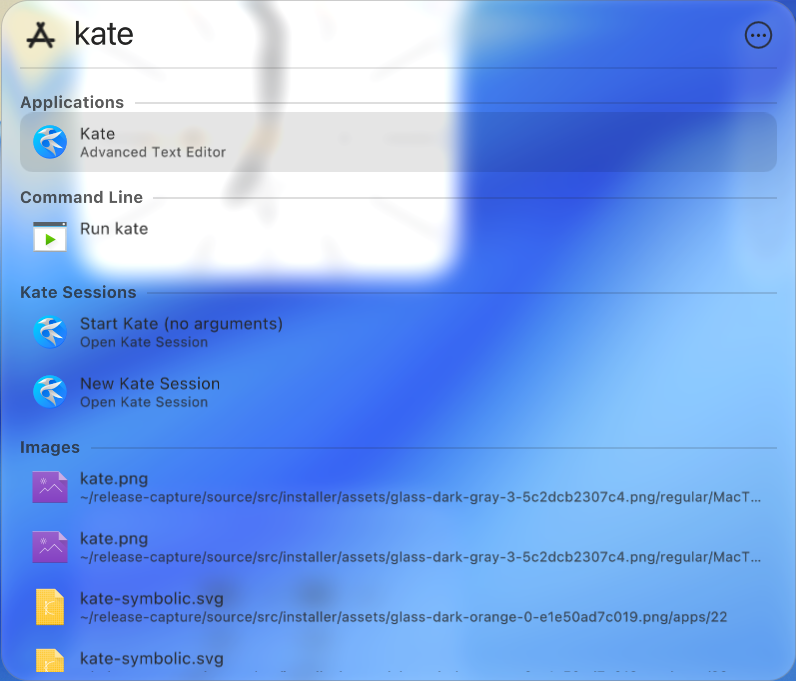 kate
Applications
Kate
Advanced Text Editor
Command Line
Run kate
Kate Sessions
Start Kate (no arguments)
Open Kate Session
New Kate Session
Open Kate Session
Images
kate.png
~/release-capture/source/src/installer/assets/glass-dark-gray-3-5c2dcb2307c4.png/regular/MacT...
kate.png
~/release-capture/source/src/installer/assets/glass-dark-gray-3-5c2dcb2307c4.png/regular/MacT...
kate-symbolic.svg
~/release-capture/source/src/installer/assets/glass-dark-orange-0-e1e50ad7c019.png/apps/22
kate-symbolic.svg